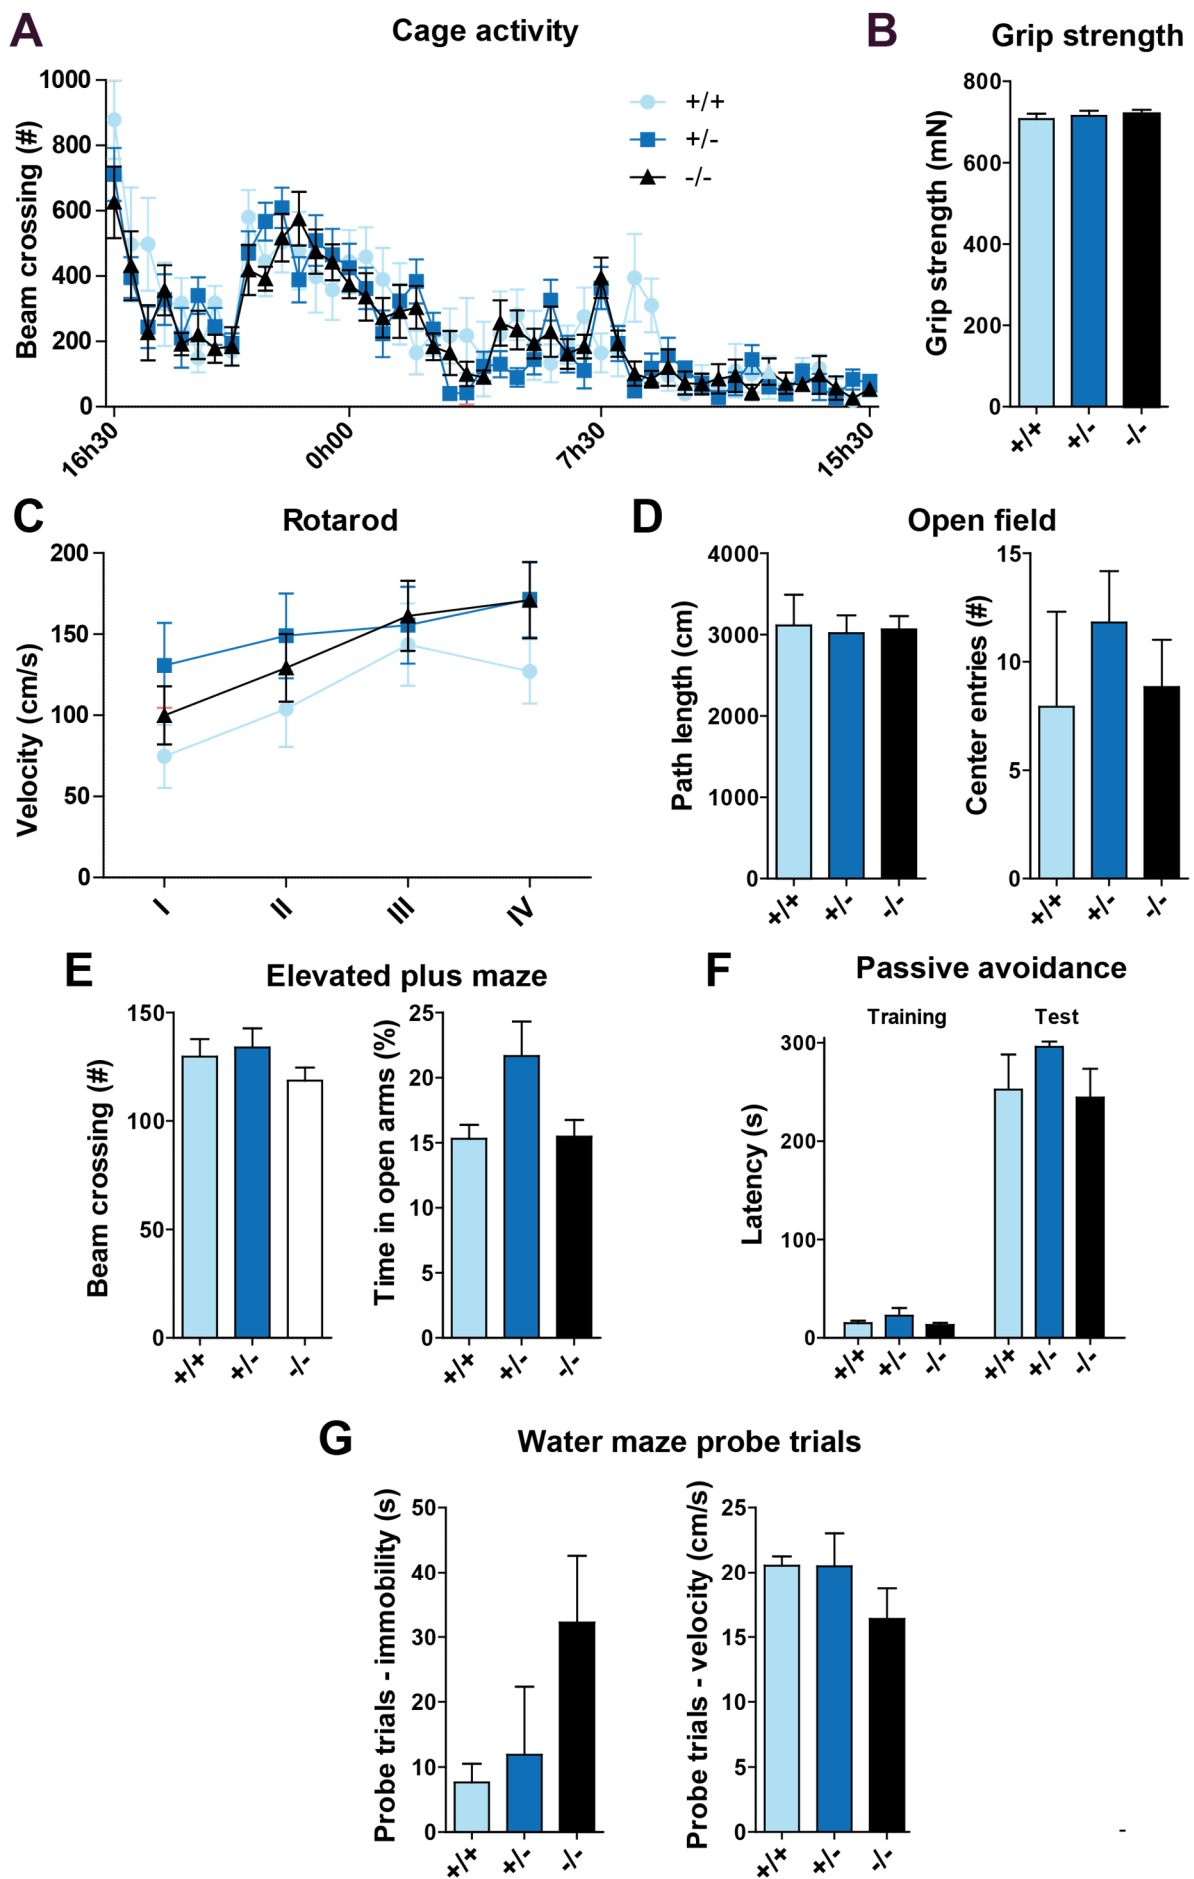 A
Cage activity
Beam crossing (#)
1000
800
600
400
200
0
16h30
0h00
7h30
15h30
+/+
+/-
-/-
B
Grip strength
Grip strength (mN)
800
600
400
200
0
+/+
+/-
-/-
C
Rotarod
Velocity (cm/s)
200
150
100
50
0
I
II
III
IV
D
Open field
Path length (cm)
4000
3000
2000
1000
0
+/+
+/-
-/-
Center entries (#)
15
10
5
0
+/+
+/-
-/-
E
Elevated plus maze
Beam crossing (#)
150
100
50
0
+/+
+/-
-/-
Time in open arms (%)
25
20
15
10
5
0
+/+
+/-
-/-
F
Passive avoidance
Training
Test
Latency (s)
300
200
100
0
+/+
+/-
-/-
+/+
+/-
-/-
G
Water maze probe trials
Probe trials - immobility (s)
50
40
30
20
10
0
+/+
+/-
-/-
Probe trials - velocity (cm/s)
25
20
15
10
5
0
+/+
+/-
-/-
-